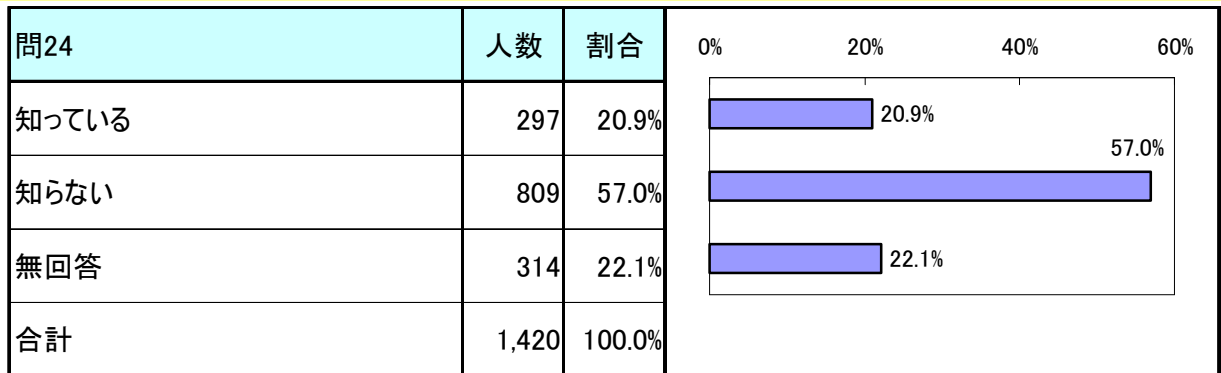 問24 人数 割合
知っている 297 20.9%
知らない 809 57.0%
無回答 314 22.1%
合計 1,420 100.0%
0% 20% 40% 60%
20.9%
57.0%
22.1%